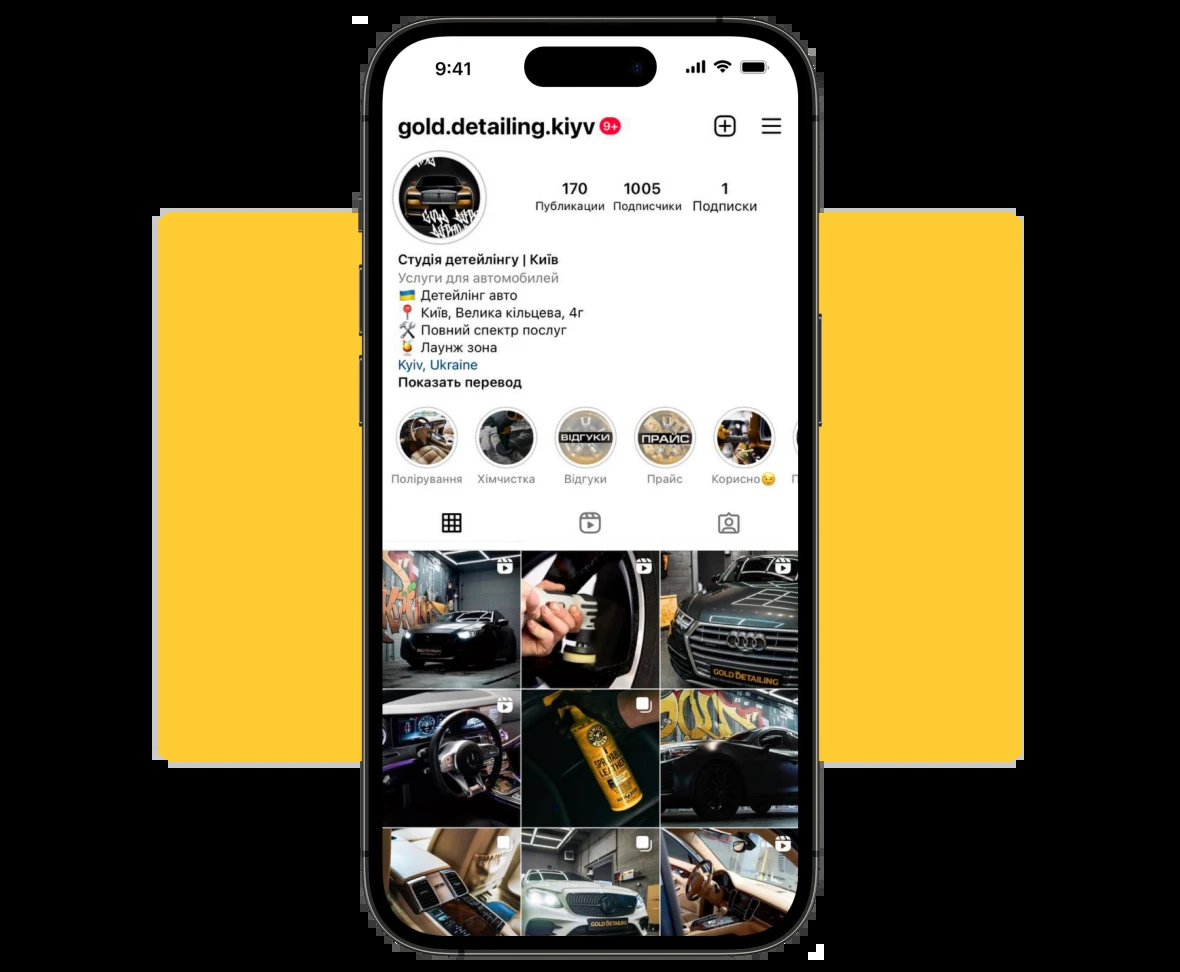 9:41
gold.detailing.kiyv 9+
170 1005 1
Публикации Подписчики Подписки
Студія детейлінгу | Київ
Услуги для автомобилей
🇺🇦 Детейлінг авто
📍 Київ, Велика кільцева, 4г
🛠 Повний спектр послуг
🍹 Лаунж зона
Kyiv, Ukraine
Показать перевод
ВІДГУКИ ПРАЙС
Полірування Хімчистка Відгуки Прайс Корисно😉 П
GOLD DETAILING
SPRAYABLE
LEATHER
GOLD DETAILING